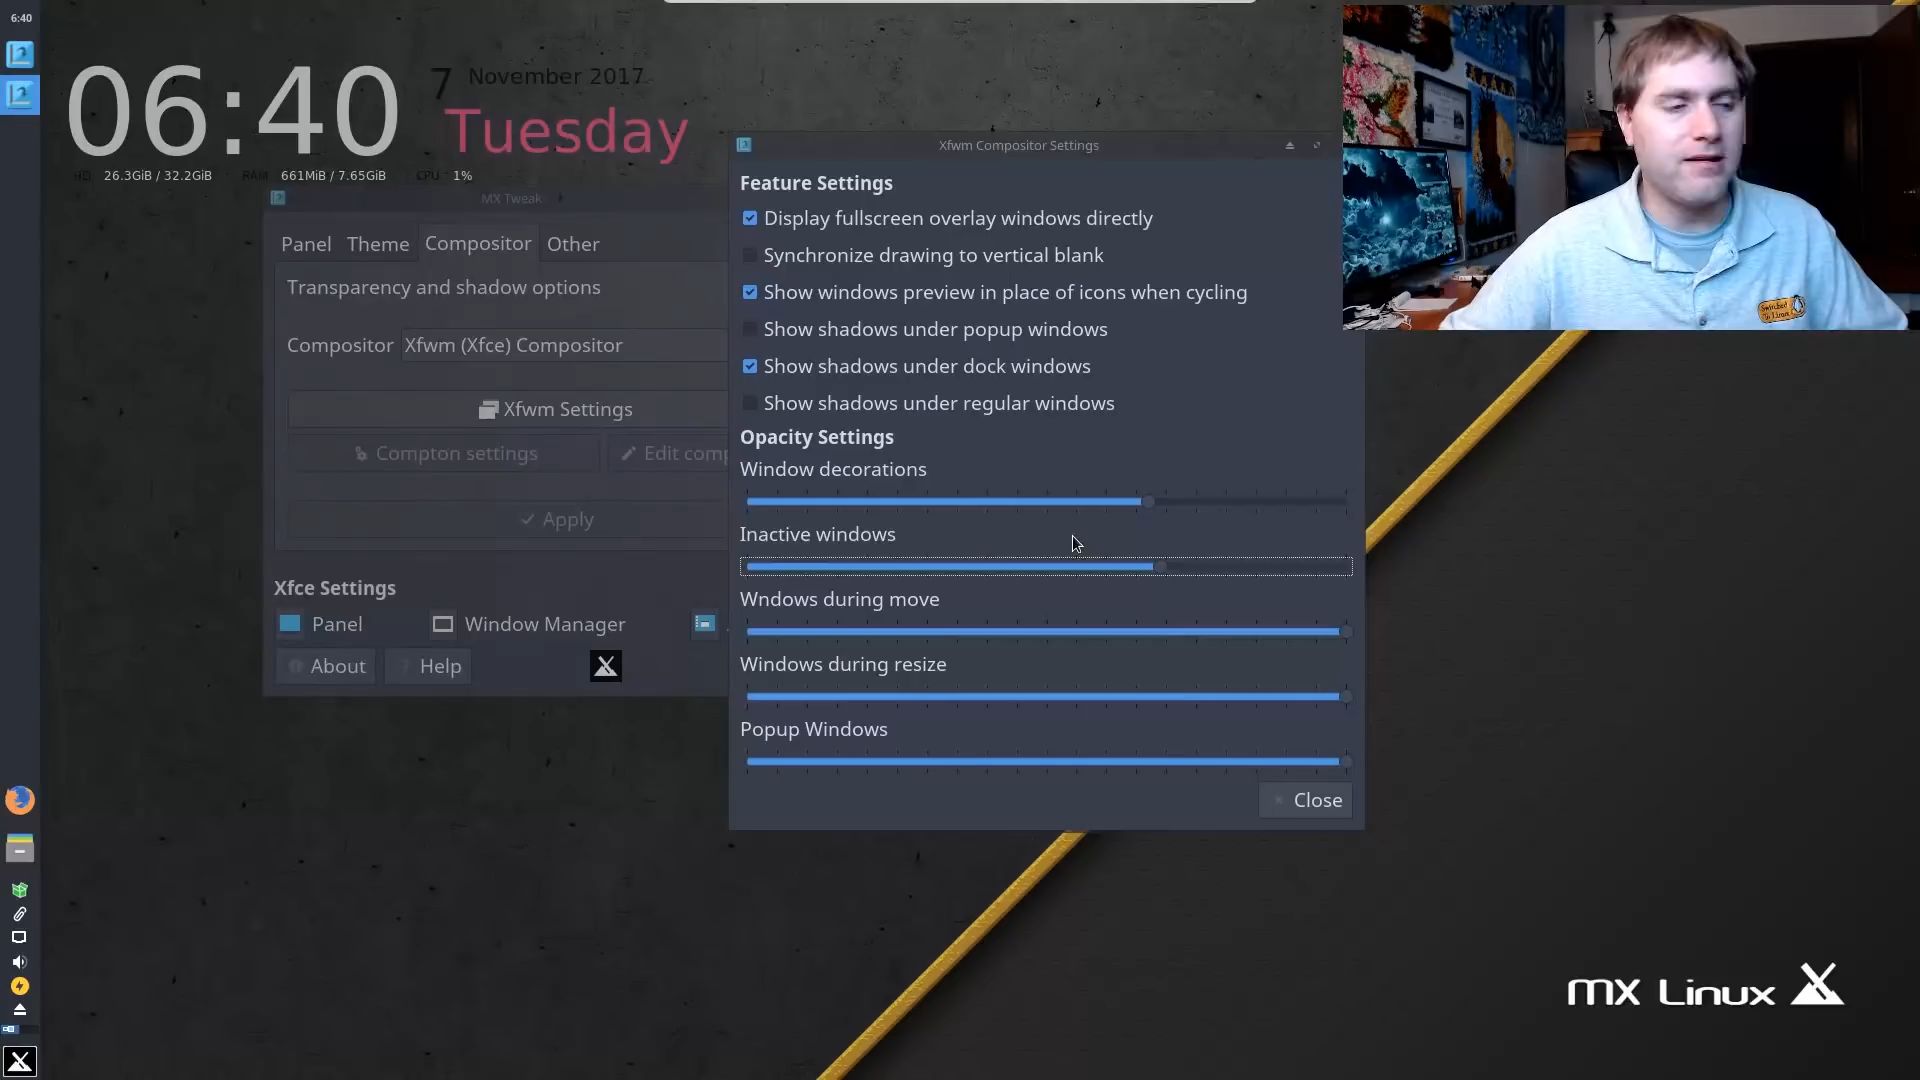 6:40
06:40
7 November 2017
Tuesday
HD 26.3GiB / 32.2GiB RAM 661MiB / 7.65GiB CPU 1%
MX Tweak
Panel Theme Compositor Other
Transparency and shadow options
Compositor Xfwm (Xfce) Compositor
Xfwm Settings
Compton settings Edit comp
Apply
Xfce Settings
Panel Window Manager
About Help
Xfwm Compositor Settings
Feature Settings
Display fullscreen overlay windows directly
Synchronize drawing to vertical blank
Show windows preview in place of icons when cycling
Show shadows under popup windows
Show shadows under dock windows
Show shadows under regular windows
Opacity Settings
Window decorations
Inactive windows
Wndows during move
Windows during resize
Popup Windows
Close
Switched To Linux
mx Linux